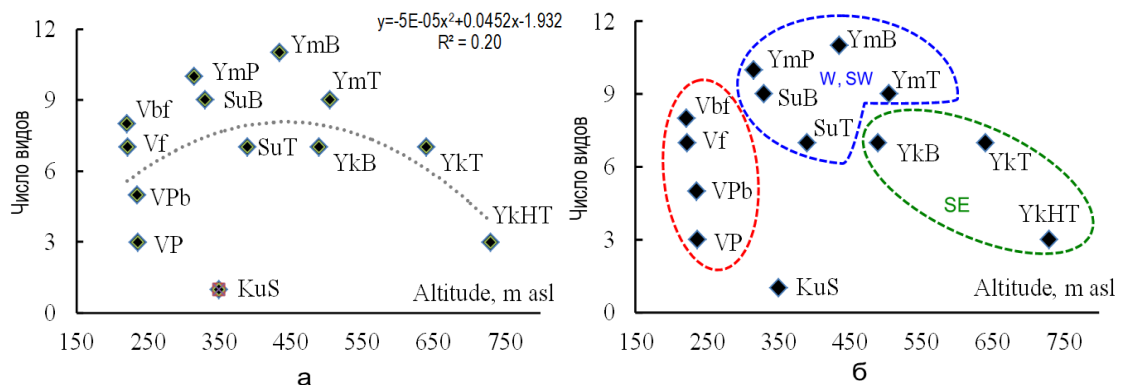 y=-5E-05x²+0.0452x-1.932
R² = 0.20
Число видов
12
9
6
3
0
YmB
YmP
YmT
SuB
Vbf
Vf
SuT
YkB
YkT
VPb
YkHT
VP
KuS
Altitude, m asl
150 250 350 450 550 650 750
а
Число видов
12
9
6
3
0
YmB
YmP
W, SW
YmT
SuB
Vbf
Vf
SuT
YkB
YkT
VPb
SE
YkHT
VP
KuS
Altitude, m asl
150 250 350 450 550 650 750
б